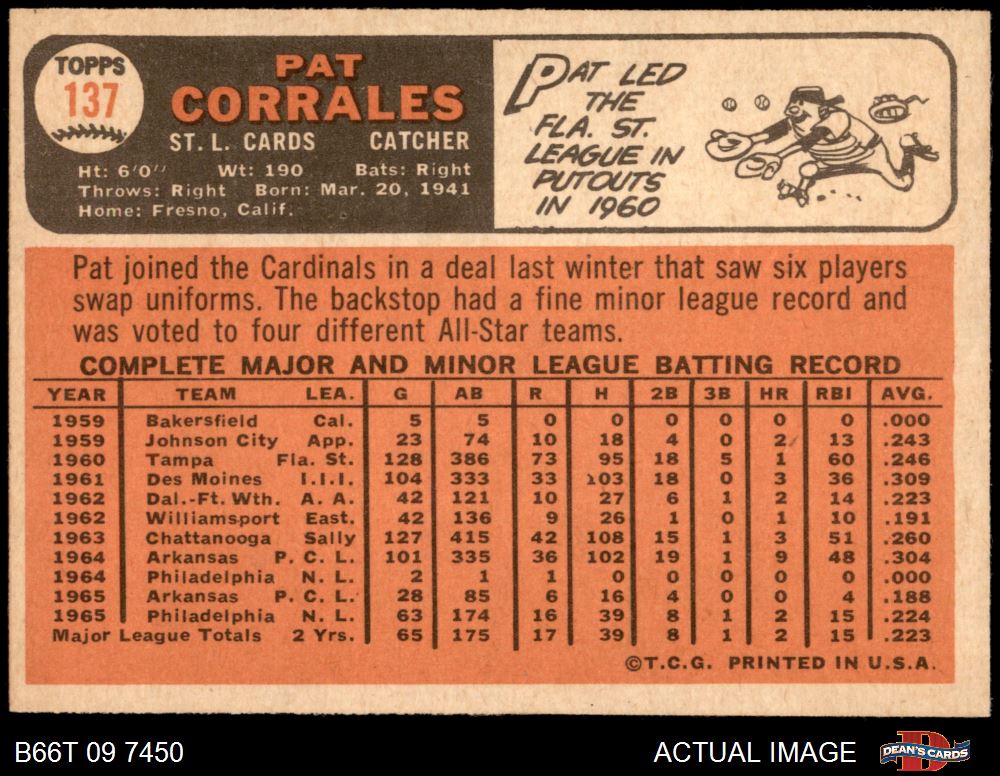 TOPPS
137
PAT
CORRALES
ST. L. CARDS CATCHER
Ht: 6'0" Wt: 190 Bats: Right
Throws: Right Born: Mar. 20, 1941
Home: Fresno, Calif.
PAT LED
THE
FLA. ST.
LEAGUE IN
PUTOUTS
IN 1960
Pat joined the Cardinals in a deal last winter that saw six players
swap uniforms. The backstop had a fine minor league record and
was voted to four different All-Star teams.
COMPLETE MAJOR AND MINOR LEAGUE BATTING RECORD
YEAR TEAM LEA. G AB R H 2B 3B HR RBI AVG.
1959 Bakersfield Cal. 5 5 0 0 0 0 0 0 .000
1959 Johnson City App. 23 74 10 18 4 0 2 13 .243
1960 Tampa Fla. St. 128 386 73 95 18 5 1 60 .246
1961 Des Moines I.I.I. 104 333 33 103 18 0 3 36 .309
1962 Dal.-Ft. Wth. A. A. 42 121 10 27 6 1 2 14 .223
1962 Williamsport East. 42 136 9 26 1 0 1 10 .191
1963 Chattanooga Sally 127 415 42 108 15 1 3 51 .260
1964 Arkansas P. C. L. 101 335 36 102 19 1 9 48 .304
1964 Philadelphia N. L. 2 1 1 0 0 0 0 0 .000
1965 Arkansas P. C. L. 28 85 6 16 4 0 0 4 .188
1965 Philadelphia N. L. 63 174 16 39 8 1 2 15 .224
Major League Totals 2 Yrs. 65 175 17 39 8 1 2 15 .223
©T.C.G. PRINTED IN U.S.A.
B66T 09 7450 ACTUAL IMAGE DEAN'S CARDS